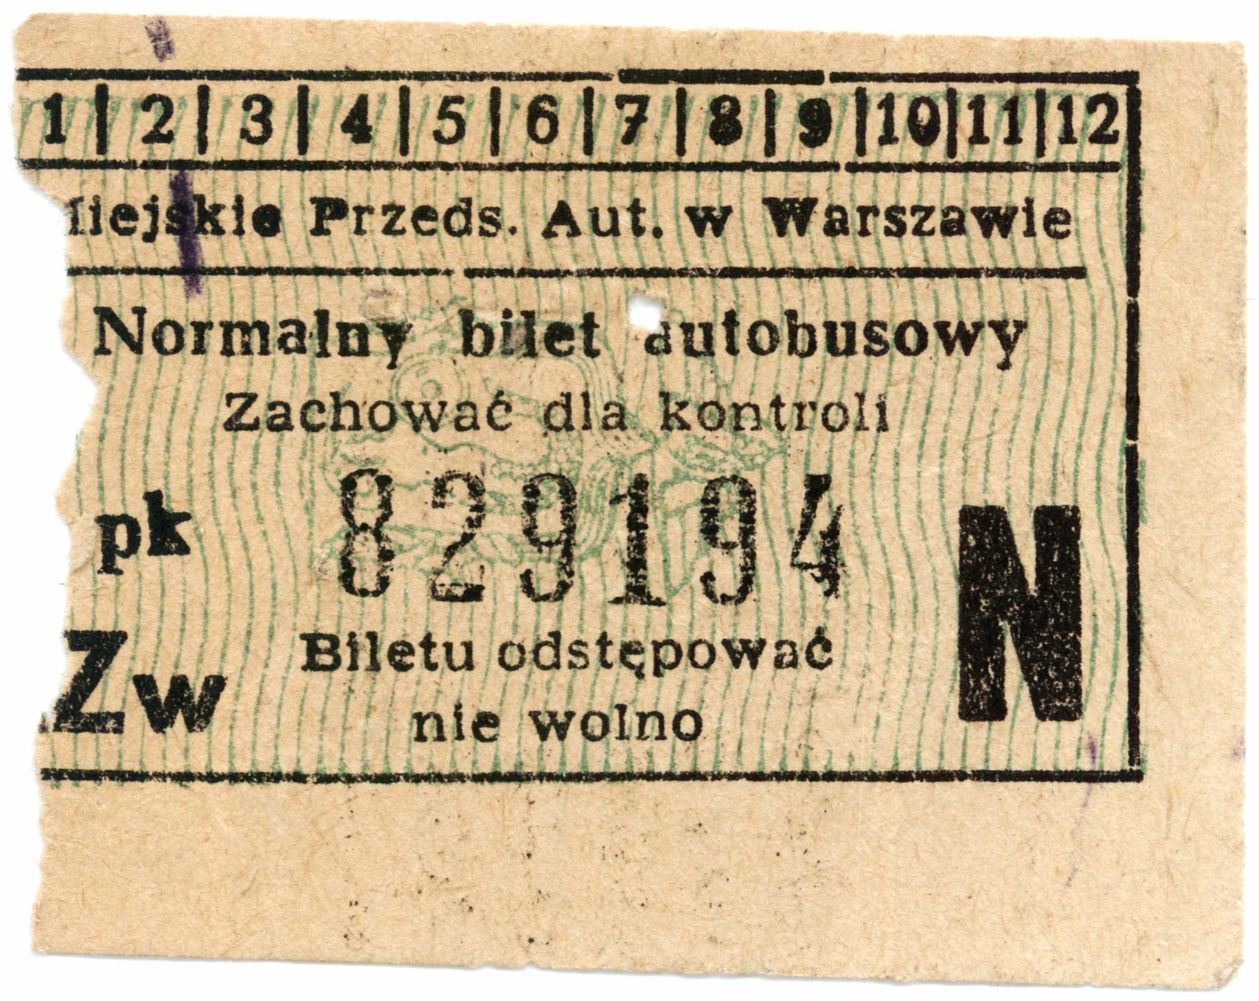 1 | 2 | 3 | 4 | 5 | 6 | 7 | 8 | 9 | 10 | 11 | 12
Miejskie Przeds. Aut. w Warszawie
Normalny bilet autobusowy
Zachować dla kontroli
pk 829194 N
Zw Biletu odstępować
nie wolno